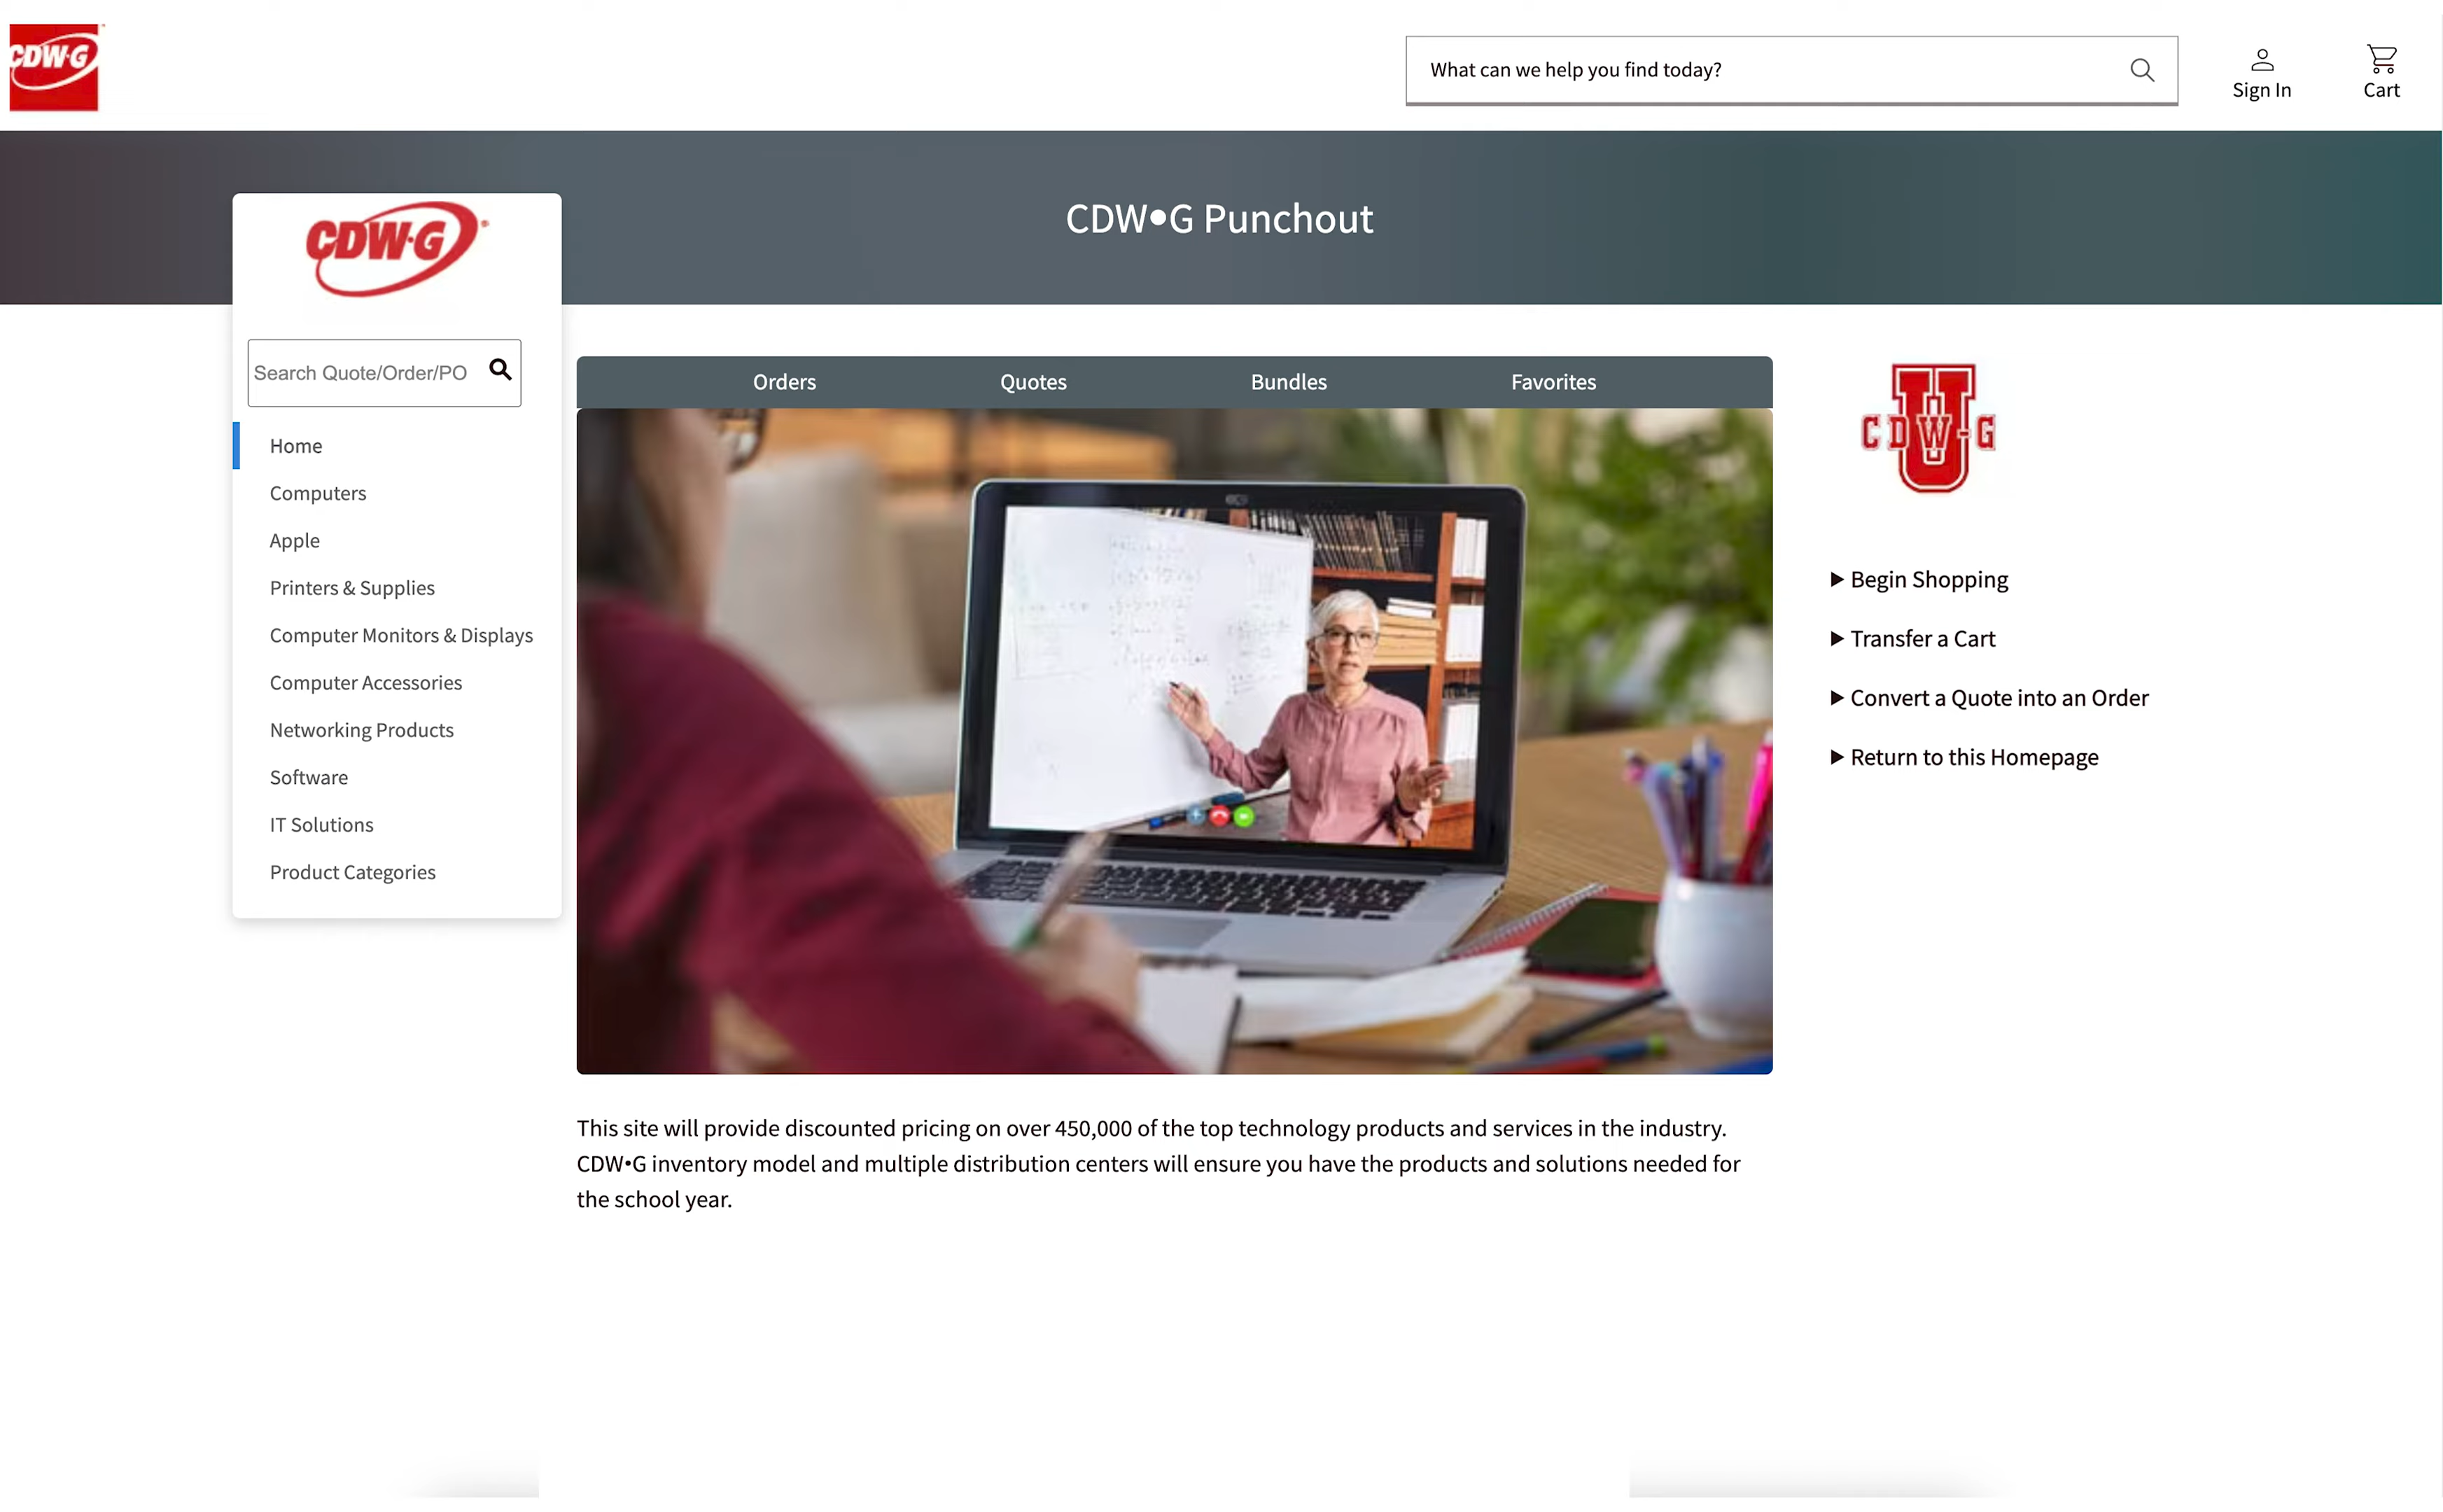 CDW·G
What can we help you find today?
Sign In
Cart
CDW•G Punchout
CDW·G
Search Quote/Order/PO
Home
Computers
Apple
Printers & Supplies
Computer Monitors & Displays
Computer Accessories
Networking Products
Software
IT Solutions
Product Categories
Orders
Quotes
Bundles
Favorites
U
CDW-G
Begin Shopping
Transfer a Cart
Convert a Quote into an Order
Return to this Homepage
This site will provide discounted pricing on over 450,000 of the top technology products and services in the industry.
CDW•G inventory model and multiple distribution centers will ensure you have the products and solutions needed for
the school year.